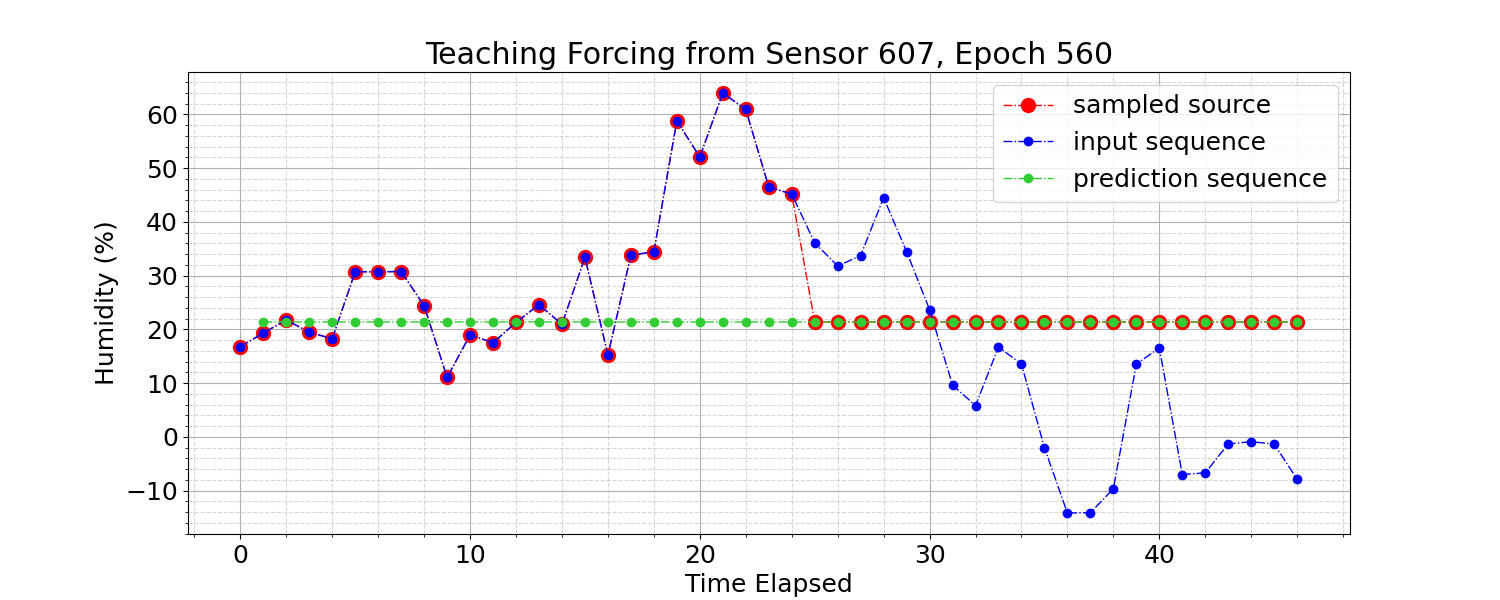 Teaching Forcing from Sensor 607, Epoch 560
sampled source
input sequence
prediction sequence
Humidity (%)
60
50
40
30
20
10
0
−10
0 10 20 30 40
Time Elapsed